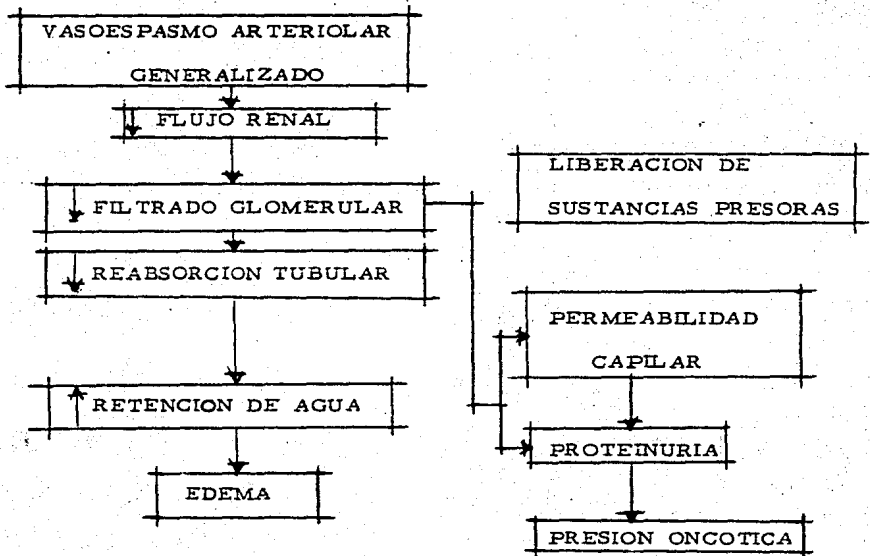 VASOESPASMO ARTERIOLAR
GENERALIZADO
↓ FLUJO RENAL
↓ FILTRADO GLOMERULAR
↓ REABSORCION TUBULAR
↑ RETENCION DE AGUA
EDEMA
LIBERACION DE
SUSTANCIAS PRESORAS
PERMEABILIDAD
CAPILAR
PROTEINURIA
PRESION ONCOTICA